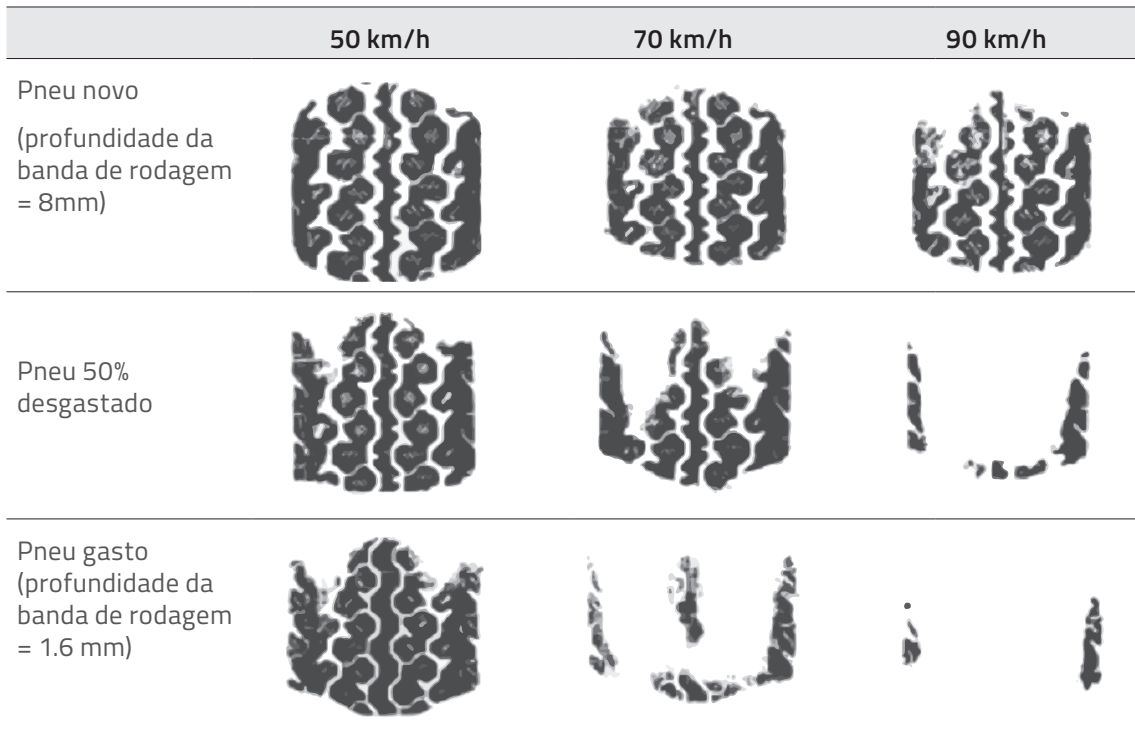 50 km/h 70 km/h 90 km/h
Pneu novo
(profundidade da
banda de rodagem
= 8mm)
Pneu 50%
desgastado
Pneu gasto
(profundidade da
banda de rodagem
= 1.6 mm)